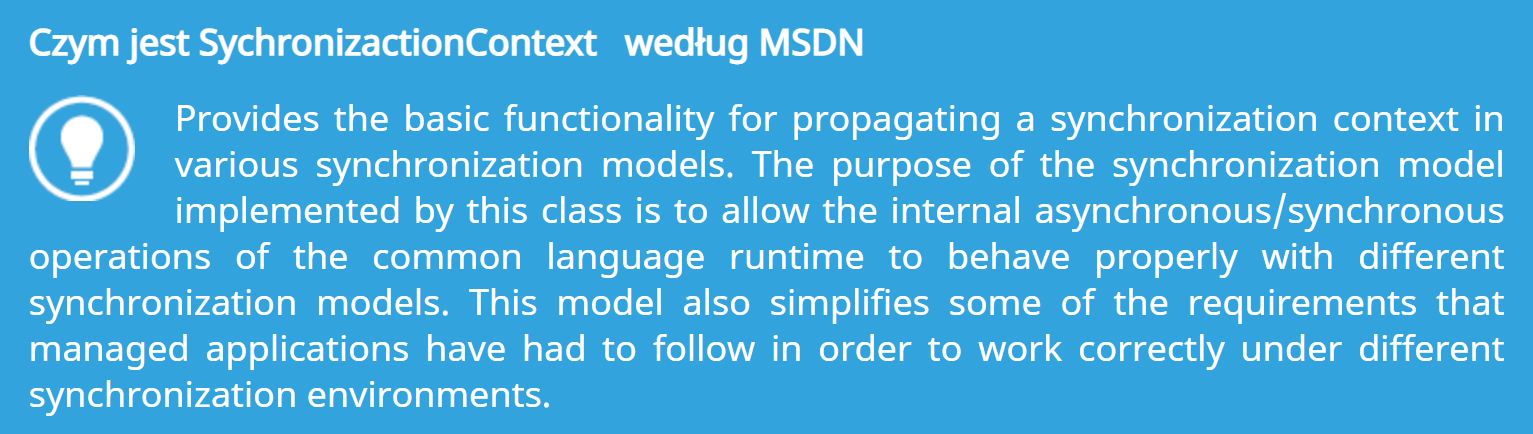 Czym jest SychronizactionContext według MSDN
Provides the basic functionality for propagating a synchronization context in
various synchronization models. The purpose of the synchronization model
implemented by this class is to allow the internal asynchronous/synchronous
operations of the common language runtime to behave properly with different
synchronization models. This model also simplifies some of the requirements that
managed applications have had to follow in order to work correctly under different
synchronization environments.